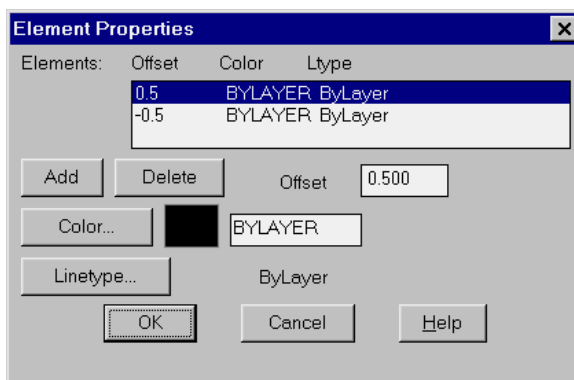 Element Properties
Elements: Offset Color Ltype
0.5 BYLAYER ByLayer
-0.5 BYLAYER ByLayer
Add Delete Offset 0.500
Color... BYLAYER
Linetype... ByLayer
OK Cancel Help